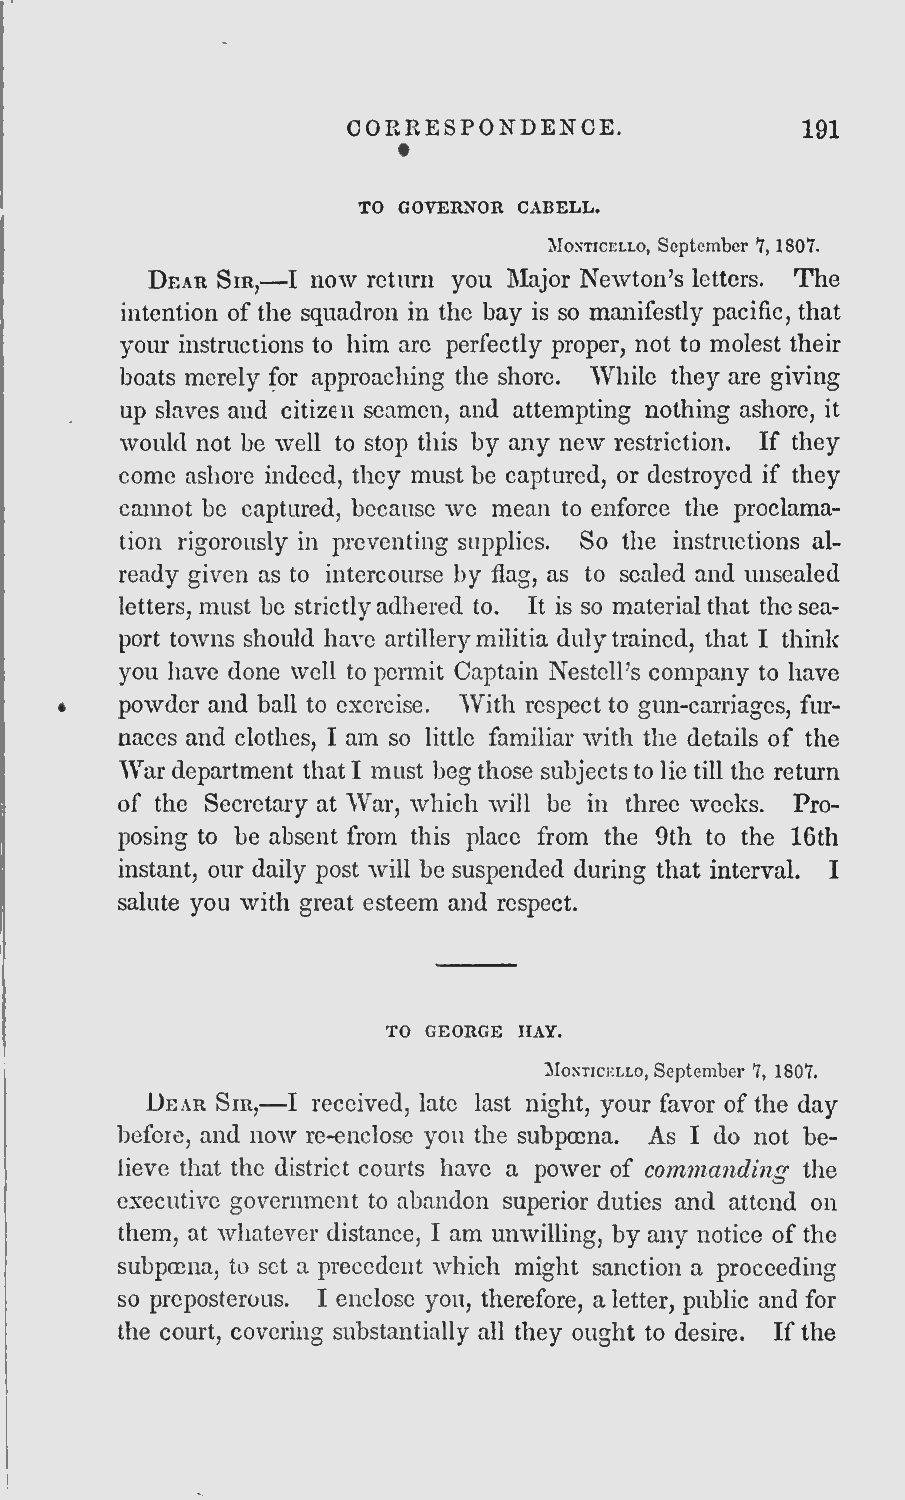 CORRESPONDENCE. 191
TO GOVERNOR CABELL.
MONTICELLO, September 7, 1807.
DEAR SIR,—I now return you Major Newton's letters. The
intention of the squadron in the bay is so manifestly pacific, that
your instructions to him are perfectly proper, not to molest their
boats merely for approaching the shore. While they are giving
up slaves and citizen seamen, and attempting nothing ashore, it
would not be well to stop this by any new restriction. If they
come ashore indeed, they must be captured, or destroyed if they
cannot be captured, because we mean to enforce the proclama-
tion rigorously in preventing supplies. So the instructions al-
ready given as to intercourse by flag, as to sealed and unsealed
letters, must be strictly adhered to. It is so material that the sea-
port towns should have artillery militia duly trained, that I think
you have done well to permit Captain Nestell's company to have
powder and ball to exercise. With respect to gun-carriages, fur-
naces and clothes, I am so little familiar with the details of the
War department that I must beg those subjects to lie till the return
of the Secretary at War, which will be in three weeks. Pro-
posing to be absent from this place from the 9th to the 16th
instant, our daily post will be suspended during that interval. I
salute you with great esteem and respect.
TO GEORGE HAY.
MONTICELLO, September 7, 1807.
DEAR SIR,—I received, late last night, your favor of the day
before, and now re-enclose you the subpœna. As I do not be-
lieve that the district courts have a power of commanding the
executive government to abandon superior duties and attend on
them, at whatever distance, I am unwilling, by any notice of the
subpœna, to set a precedent which might sanction a proceeding
so preposterous. I enclose you, therefore, a letter, public and for
the court, covering substantially all they ought to desire. If the